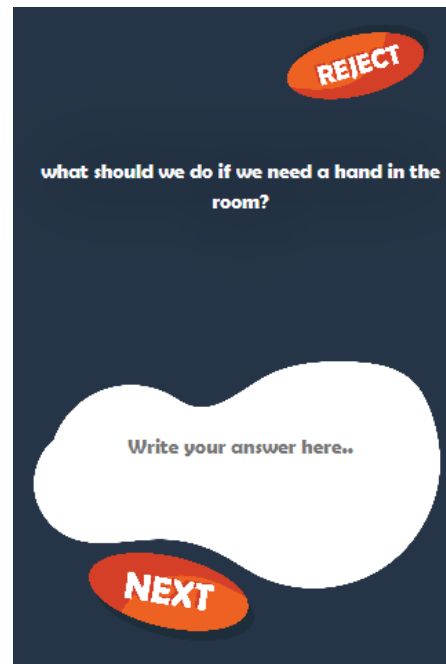 REJECT
what should we do if we need a hand in the
room?
Write your answer here..
NEXT